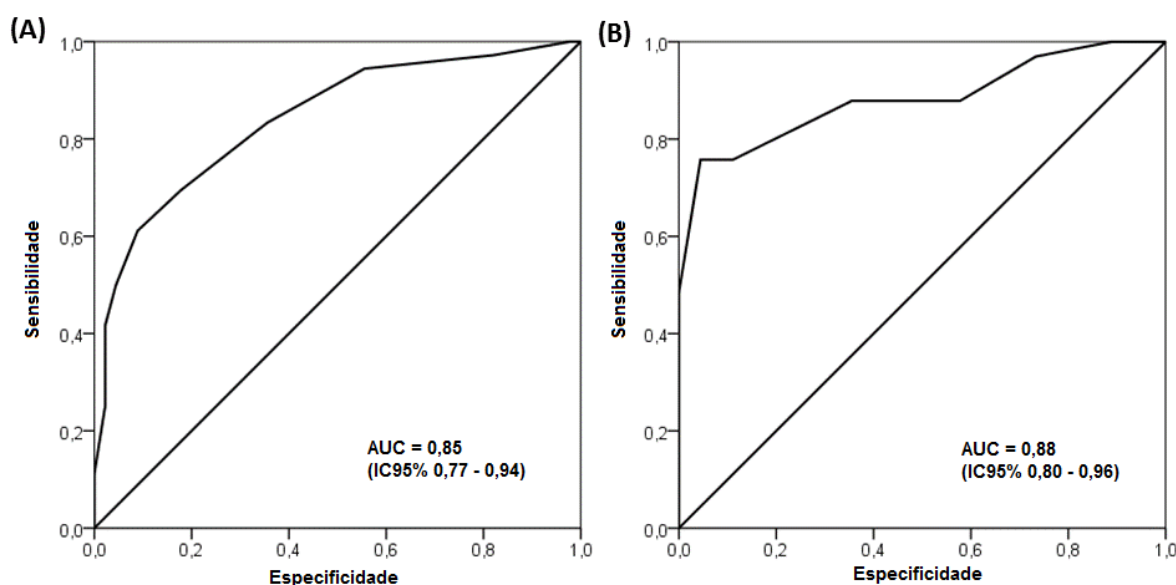 (A)
1,0
0,8
0,6
0,4
0,2
0,0
Sensibilidade
AUC = 0,85
(IC95% 0,77 - 0,94)
0,0 0,2 0,4 0,6 0,8 1,0
Especificidade
(B)
1,0
0,8
0,6
0,4
0,2
0,0
Sensibilidade
AUC = 0,88
(IC95% 0,80 - 0,96)
0,0 0,2 0,4 0,6 0,8 1,0
Especificidade